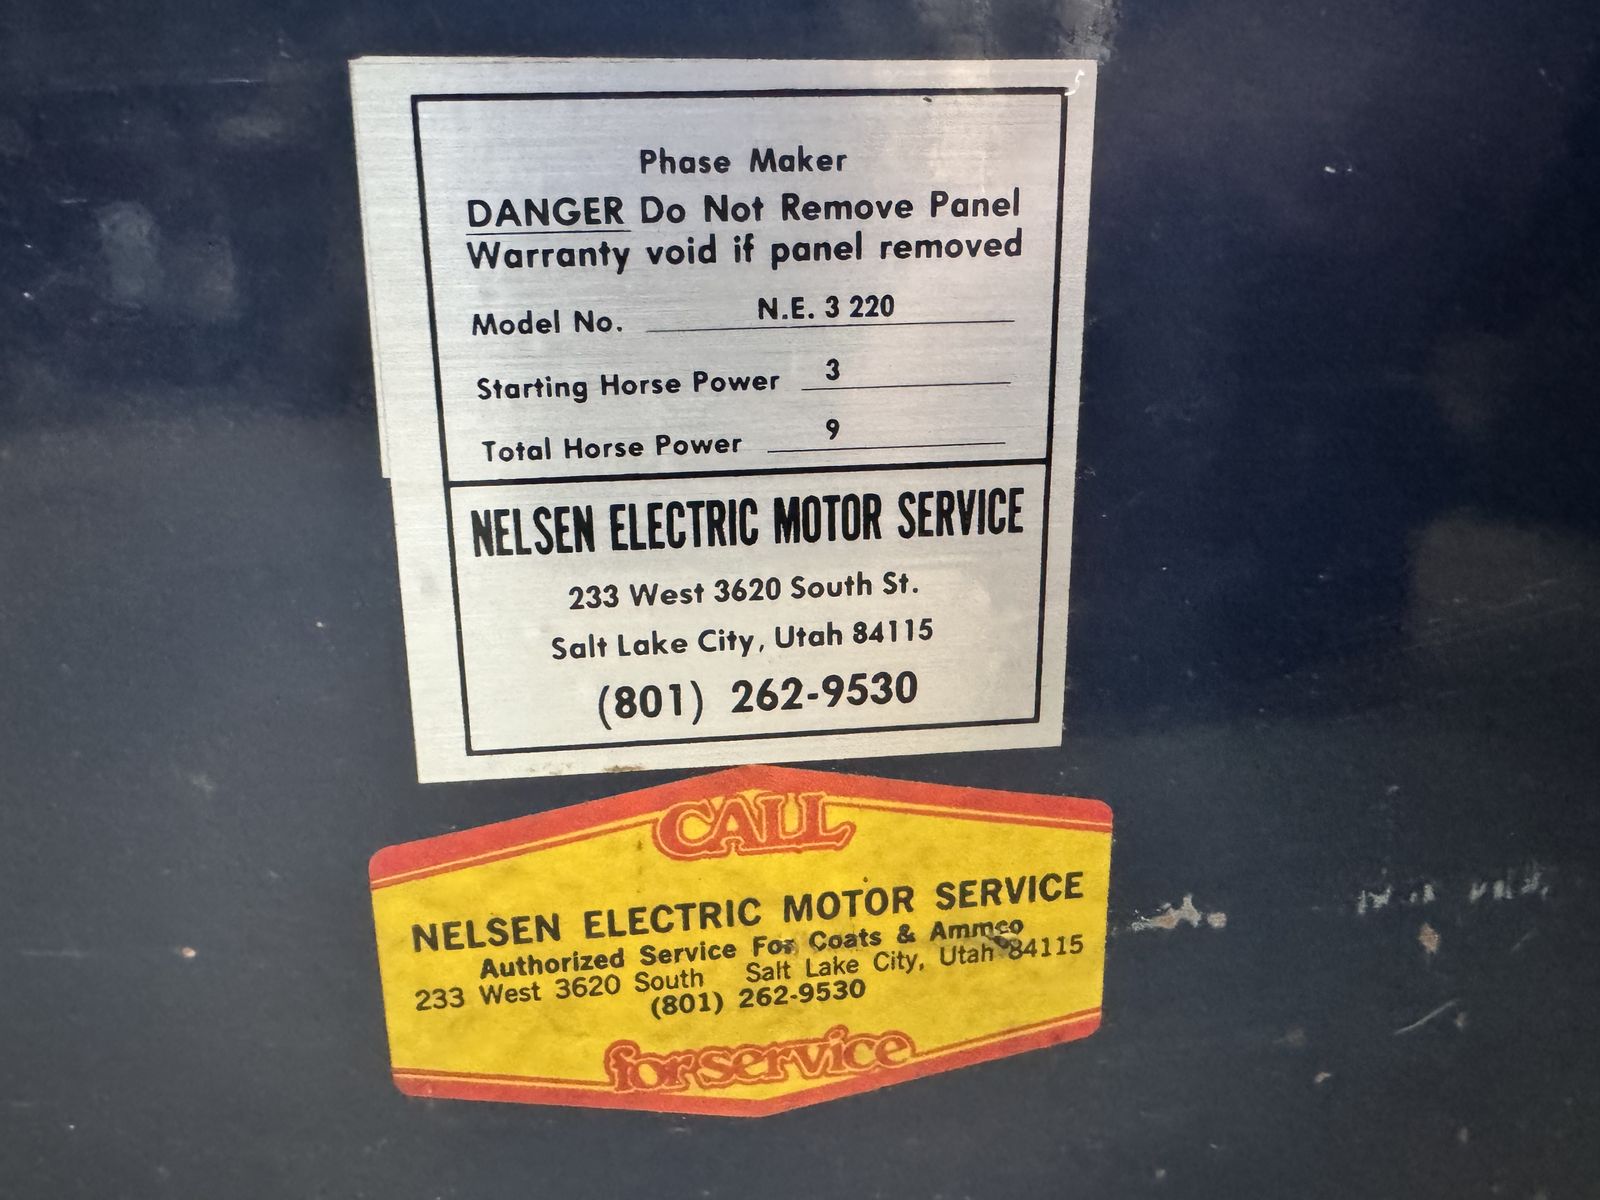 Phase Maker
DANGER Do Not Remove Panel
Warranty void if panel removed
Model No. N.E. 3 220
Starting Horse Power 3
Total Horse Power 9
NELSEN ELECTRIC MOTOR SERVICE
233 West 3620 South St.
Salt Lake City, Utah 84115
(801) 262-9530
CALL
NELSEN ELECTRIC MOTOR SERVICE
Authorized Service For Coats & Ammco
233 West 3620 South Salt Lake City, Utah 84115
(801) 262-9530
for service